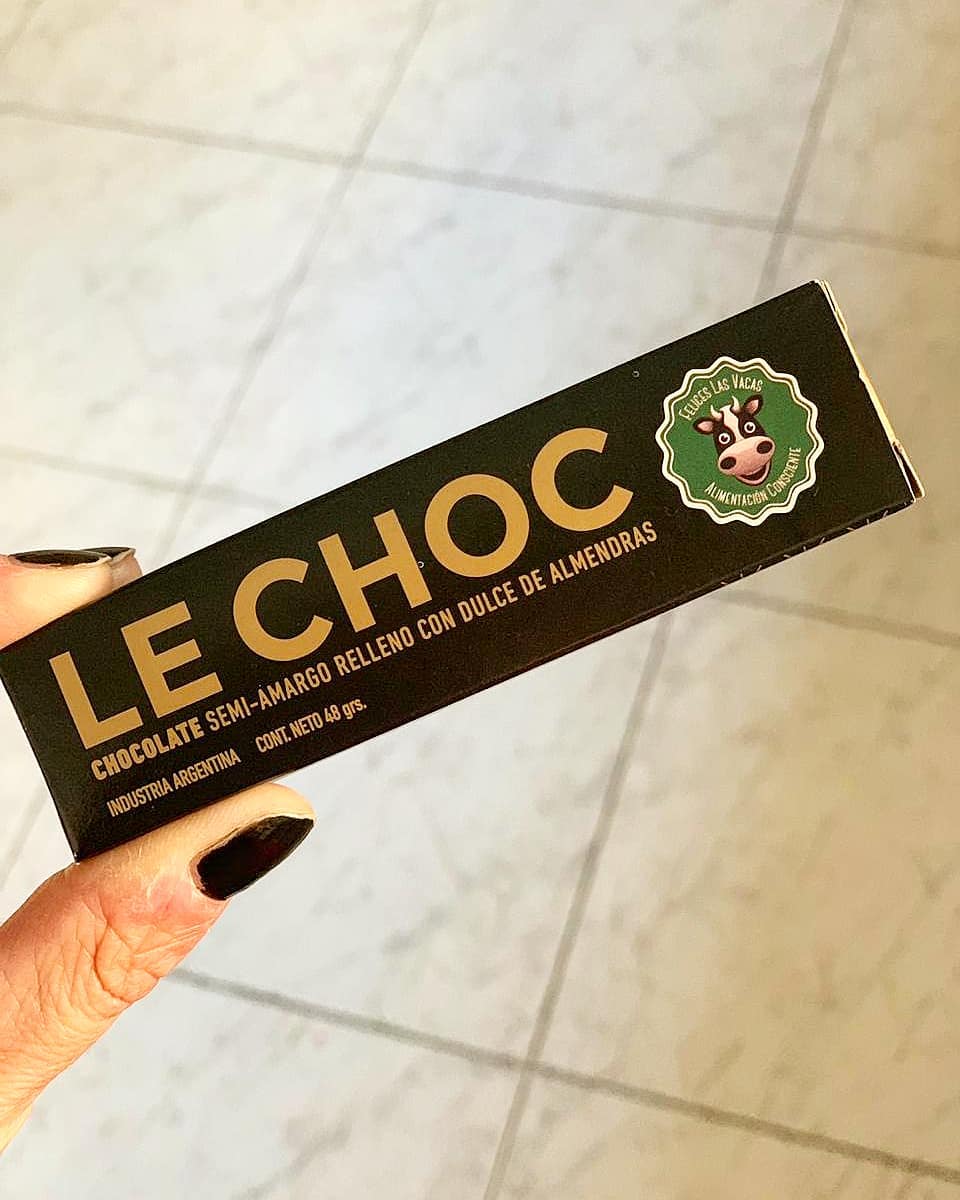 LE CHOC
CHOCOLATE SEMI-AMARGO RELLENO CON DULCE DE ALMENDRAS
INDUSTRIA ARGENTINA CONT. NETO 48 grs.
FELICES LAS VACAS
ALIMENTACIÓN CONSCIENTE